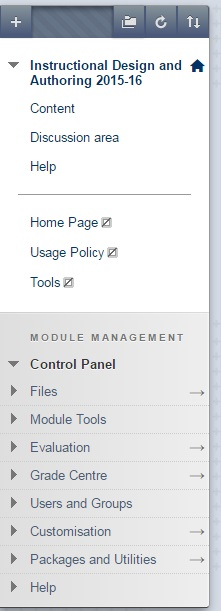 Instructional Design and
Authoring 2015-16
Content
Discussion area
Help
Home Page
Usage Policy
Tools
MODULE MANAGEMENT
Control Panel
Files
Module Tools
Evaluation
Grade Centre
Users and Groups
Customisation
Packages and Utilities
Help